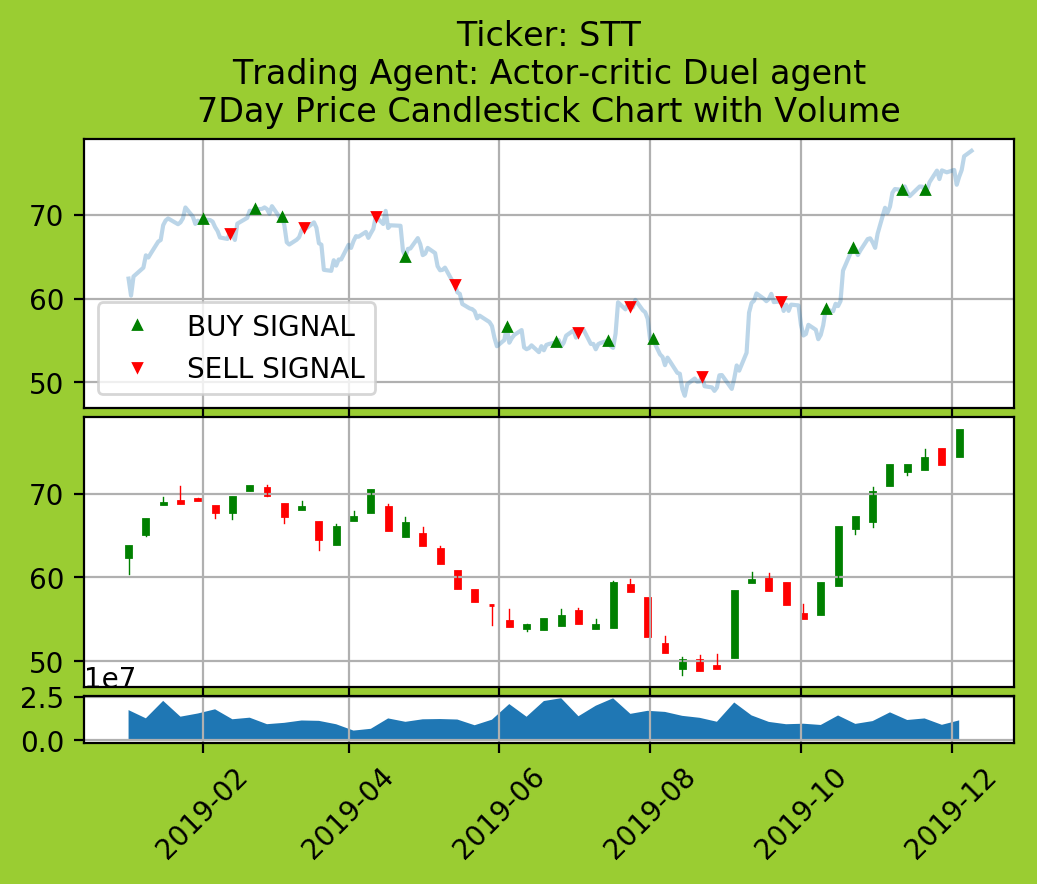 Ticker: STT
Trading Agent: Actor-critic Duel agent
7Day Price Candlestick Chart with Volume
70
60
50
BUY SIGNAL
SELL SIGNAL
70
60
50
1e7
2.5
0.0
2019-02
2019-04
2019-06
2019-08
2019-10
2019-12